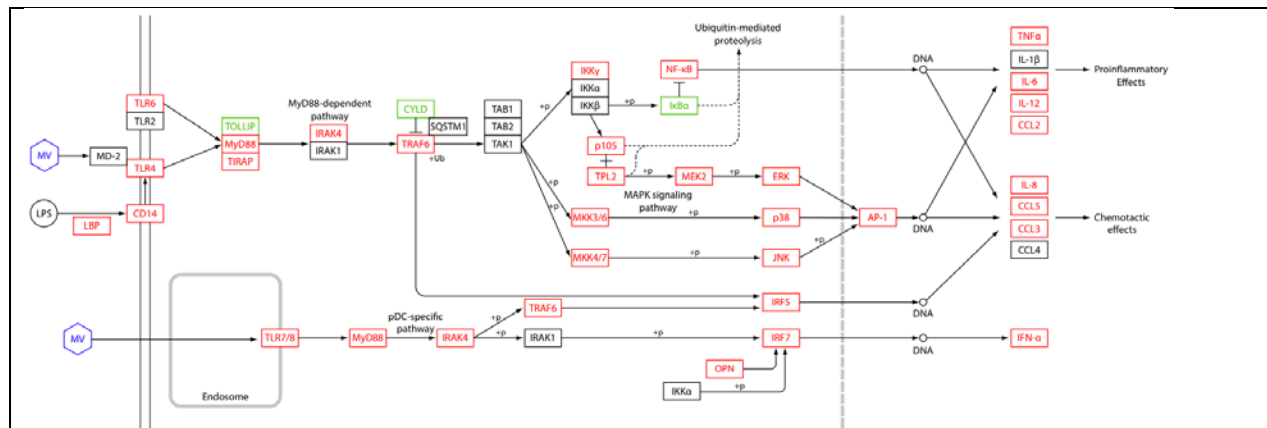 Ubiquitin-mediated
proteolysis
DNA
TNFα
IL-1β
IL-6
IL-12
CCL2
Proinflammatory
Effects
IKKγ
IKKα
IKKβ
NF-κB
+p
IκBα
TLR6
TLR2
MyD88-dependent
pathway
TOLLIP
MyD88
TIRAP
IRAK4
IRAK1
CYLD
SQSTM1
TRAF6
+Ub
TAB1
TAB2
TAK1
+p
MV
MD-2
TLR4
p105
TPL2
+p
MEK2
+p
ERK
MAPK signaling
pathway
LPS
LBP
CD14
+p
+p
MKK3/6
+p
p38
AP-1
DNA
IL-8
CCL5
CCL3
CCL4
Chemotactic
effects
MKK4/7
+p
JNK
+p
IRF5
DNA
MV
TLR7/8
MyD88
pDC-specific
pathway
IRAK4
+p
TRAF6
+p
IRAK1
+p
IRF7
DNA
IFN-α
OPN
IKKα
+p
Endosome